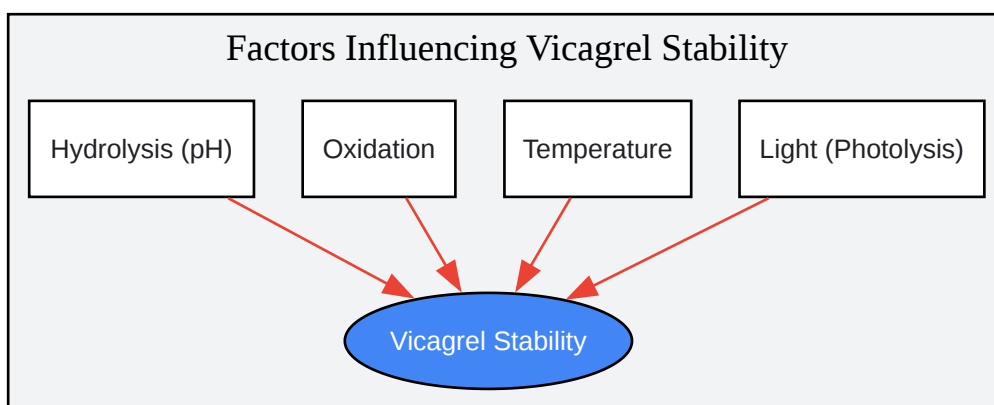 Factors Influencing Vicagrel Stability
Hydrolysis (pH)
Oxidation
Temperature
Light (Photolysis)
Vicagrel Stability